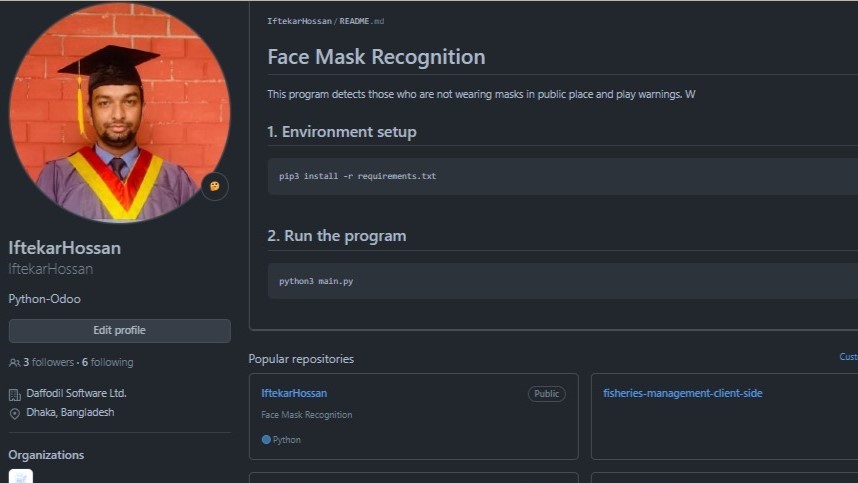 IftekarHossan
IftekarHossan
Python-Odoo
Edit profile
3 followers · 6 following
Daffodil Software Ltd.
Dhaka, Bangladesh
Organizations
IftekarHossan/README.md
Face Mask Recognition
This program detects those who are not wearing masks in public place and play warnings. W
1. Environment setup
pip3 install -r requirements.txt
2. Run the program
python3 main.py
Popular repositories
Cust
IftekarHossan Public
Face Mask Recognition
Python
fisheries-management-client-side